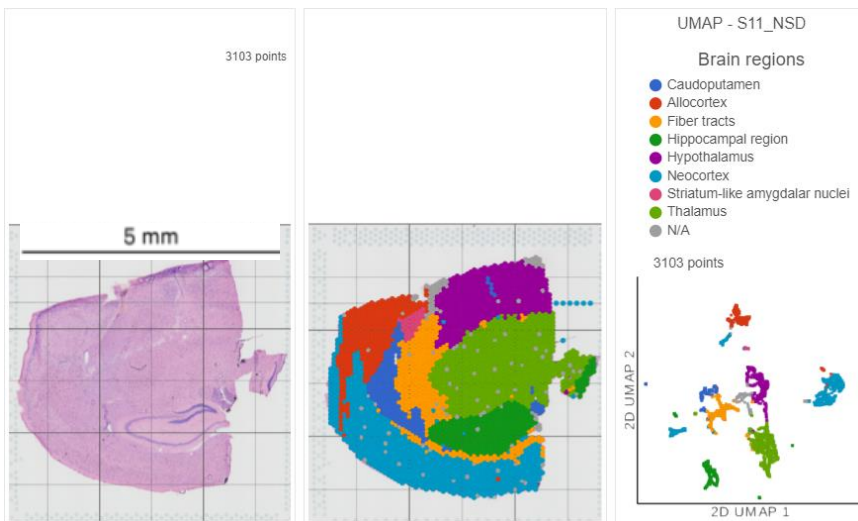 3103 points
5 mm
UMAP - S11_NSD
Brain regions
Caudoputamen
Allocortex
Fiber tracts
Hippocampal region
Hypothalamus
Neocortex
Striatum-like amygdalar nuclei
Thalamus
N/A
3103 points
2D UMAP 2
2D UMAP 1